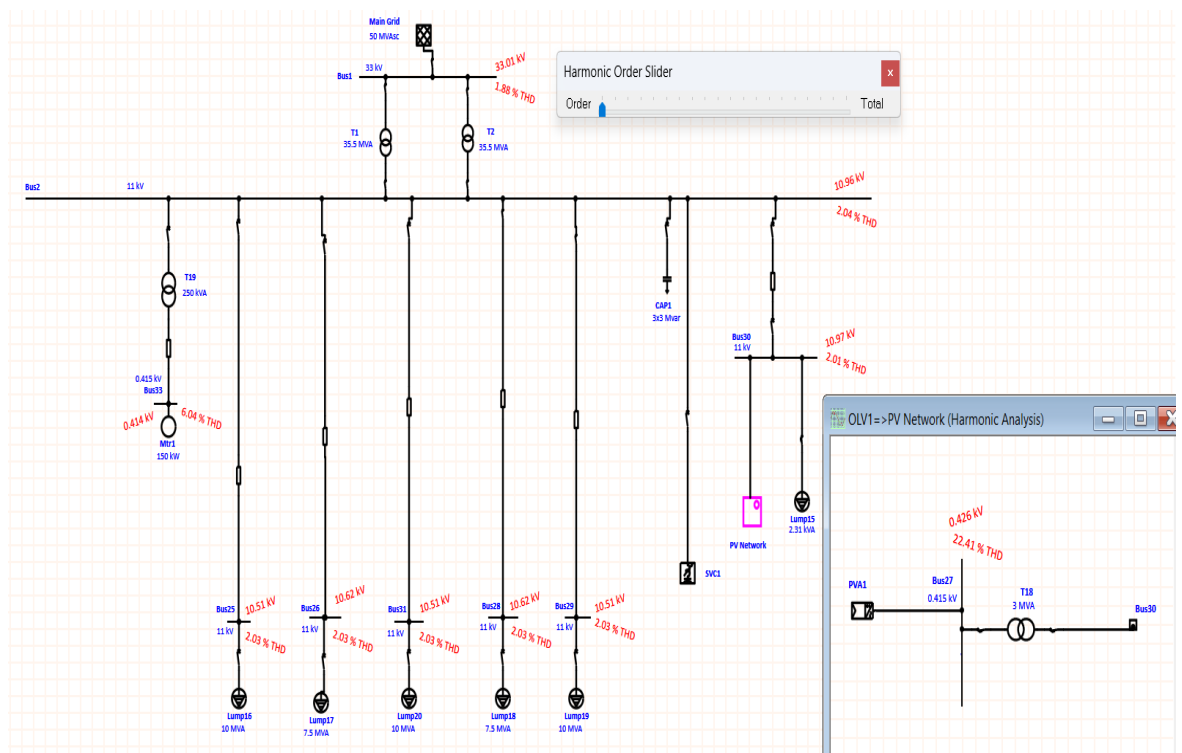 Main Grid
50 MVAsc
33 kV
33.01 kV
Bus1
1.88 % THD
Harmonic Order Slider
x
Order
Total
T1
35.5 MVA
T2
35.5 MVA
Bus2
11 kV
10.96 kV
2.04 % THD
T19
250 kVA
CAP1
3x3 Mvar
0.415 kV
Bus33
0.414 kV
6.04 % THD
Mtr1
150 kW
Bus30
11 kV
10.97 kV
2.01 % THD
PV Network
Lump15
2.31 kVA
SVC1
Bus25
10.51 kV
11 kV
2.03 % THD
Lump16
10 MVA
Bus26
10.62 kV
11 kV
2.03 % THD
Lump17
7.5 MVA
Bus31
10.51 kV
11 kV
2.03 % THD
Lump20
10 MVA
Bus28
10.62 kV
11 kV
2.03 % THD
Lump18
7.5 MVA
Bus29
10.51 kV
11 kV
2.03 % THD
Lump19
10 MVA
OLV1=>PV Network (Harmonic Analysis)
0.426 kV
22.41 % THD
PVA1
Bus27
0.415 kV
T18
3 MVA
Bus30